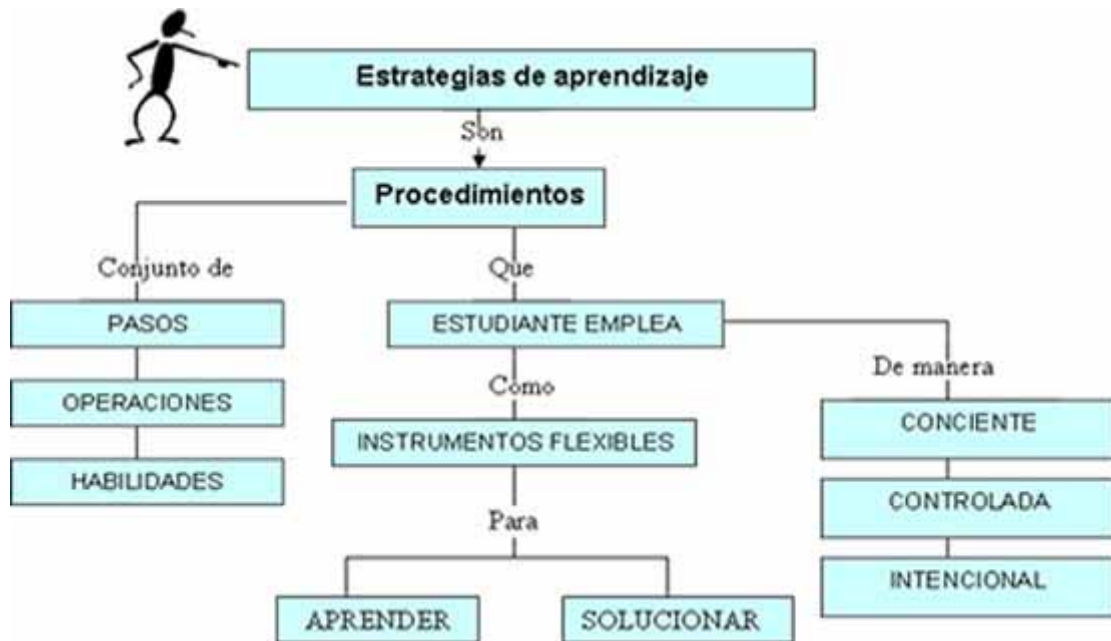 Estrategias de aprendizaje
Son
Procedimientos
Conjunto de
Que
PASOS
ESTUDIANTE EMPLEA
De manera
OPERACIONES
Como
CONCIENTE
INSTRUMENTOS FLEXIBLES
HABILIDADES
CONTROLADA
Para
INTENCIONAL
APRENDER
SOLUCIONAR